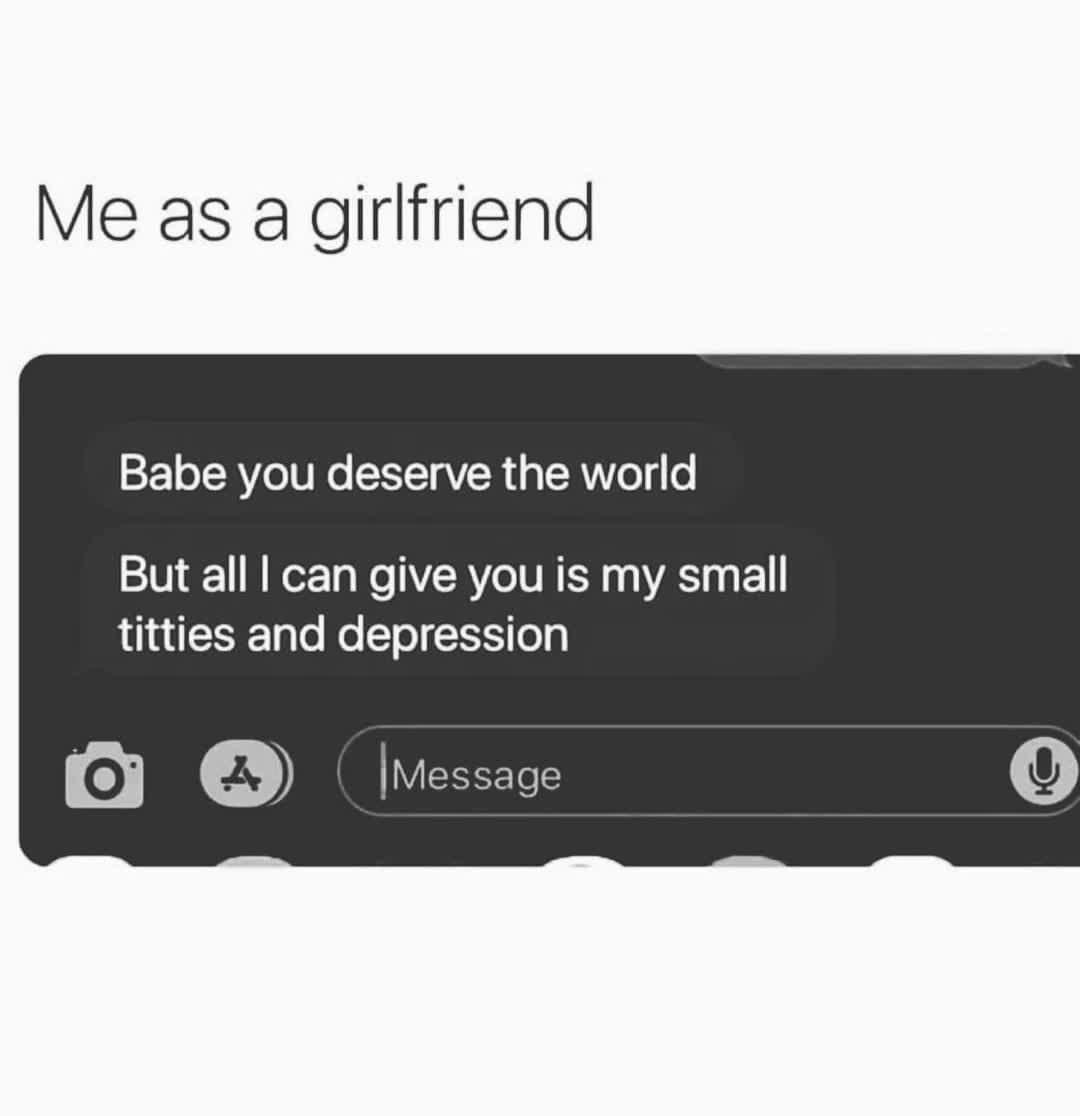 Me as a girlfriend
Babe you deserve the world
But all I can give you is my small
titties and depression
Message